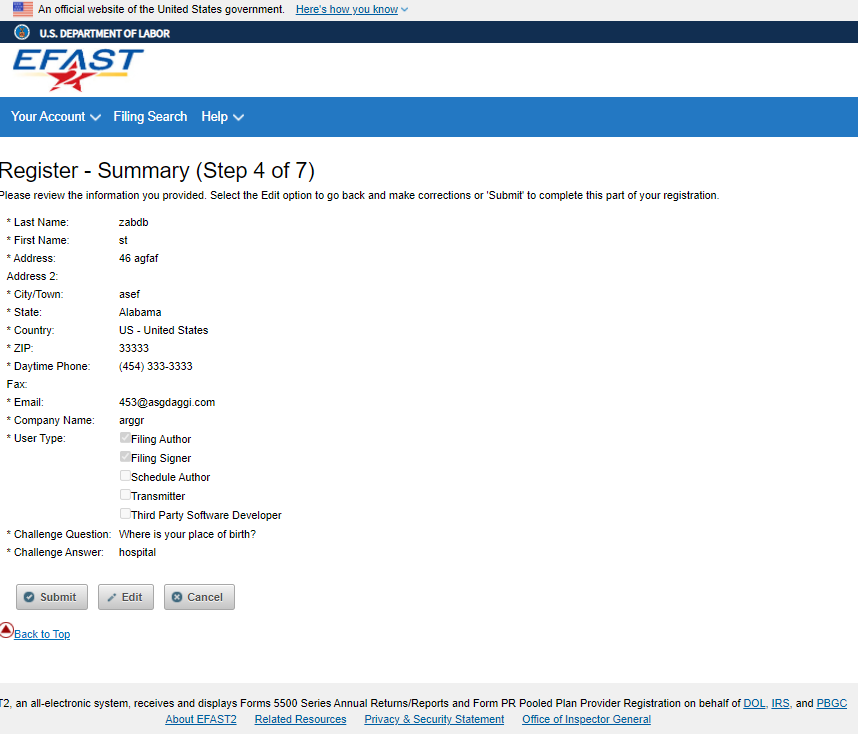 An official website of the United States government. Here's how you know
U.S. DEPARTMENT OF LABOR
EFAST
Your Account Filing Search Help
Register - Summary (Step 4 of 7)
Please review the information you provided. Select the Edit option to go back and make corrections or 'Submit' to complete this part of your registration.
* Last Name: zabdb
* First Name: st
* Address: 46 agfaf
Address 2:
* City/Town: asef
* State: Alabama
* Country: US - United States
* ZIP: 33333
* Daytime Phone: (454) 333-3333
Fax:
* Email: 453@asgdaggi.com
* Company Name: arggr
* User Type: Filing Author
Filing Signer
Schedule Author
Transmitter
Third Party Software Developer
* Challenge Question: Where is your place of birth?
* Challenge Answer: hospital
Submit Edit Cancel
Back to Top
T2, an all-electronic system, receives and displays Forms 5500 Series Annual Returns/Reports and Form PR Pooled Plan Provider Registration on behalf of DOL, IRS, and PBGC
About EFAST2 Related Resources Privacy & Security Statement Office of Inspector General